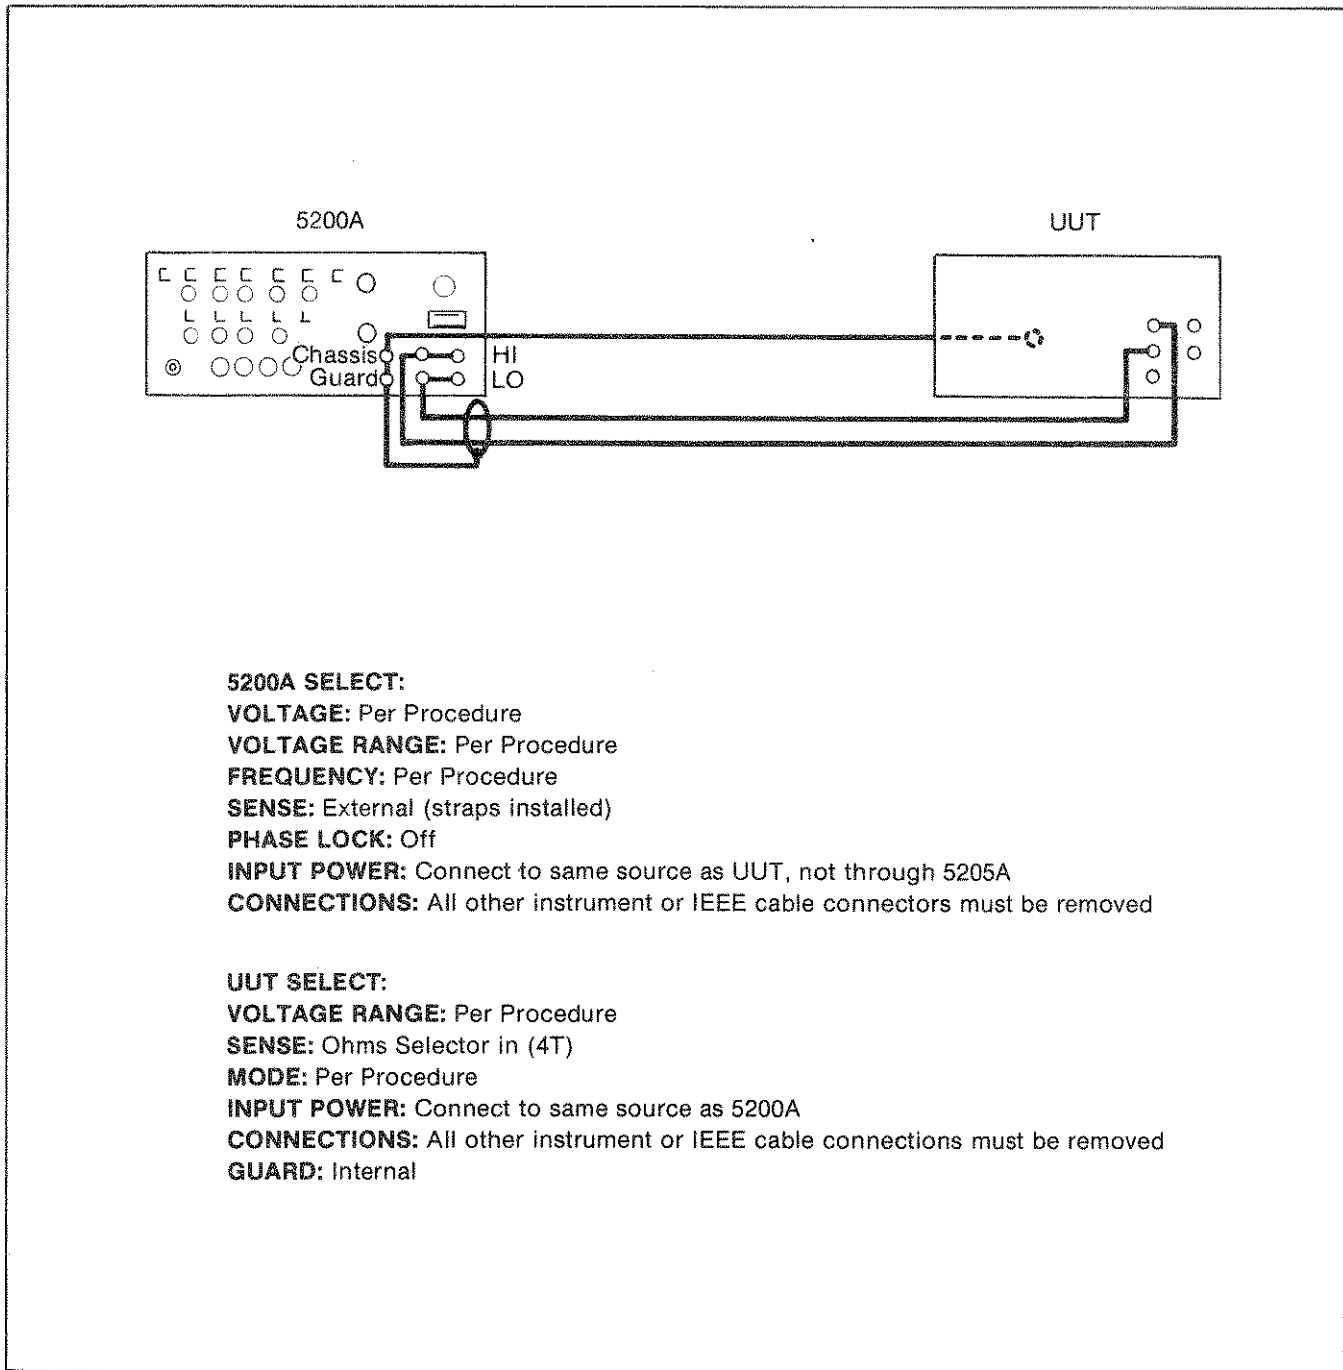 5200A
UUT
Chassis
HI
Guard
LO
5200A SELECT:
VOLTAGE: Per Procedure
VOLTAGE RANGE: Per Procedure
FREQUENCY: Per Procedure
SENSE: External (straps installed)
PHASE LOCK: Off
INPUT POWER: Connect to same source as UUT, not through 5205A
CONNECTIONS: All other instrument or IEEE cable connectors must be removed
UUT SELECT:
VOLTAGE RANGE: Per Procedure
SENSE: Ohms Selector in (4T)
MODE: Per Procedure
INPUT POWER: Connect to same source as 5200A
CONNECTIONS: All other instrument or IEEE cable connections must be removed
GUARD: Internal